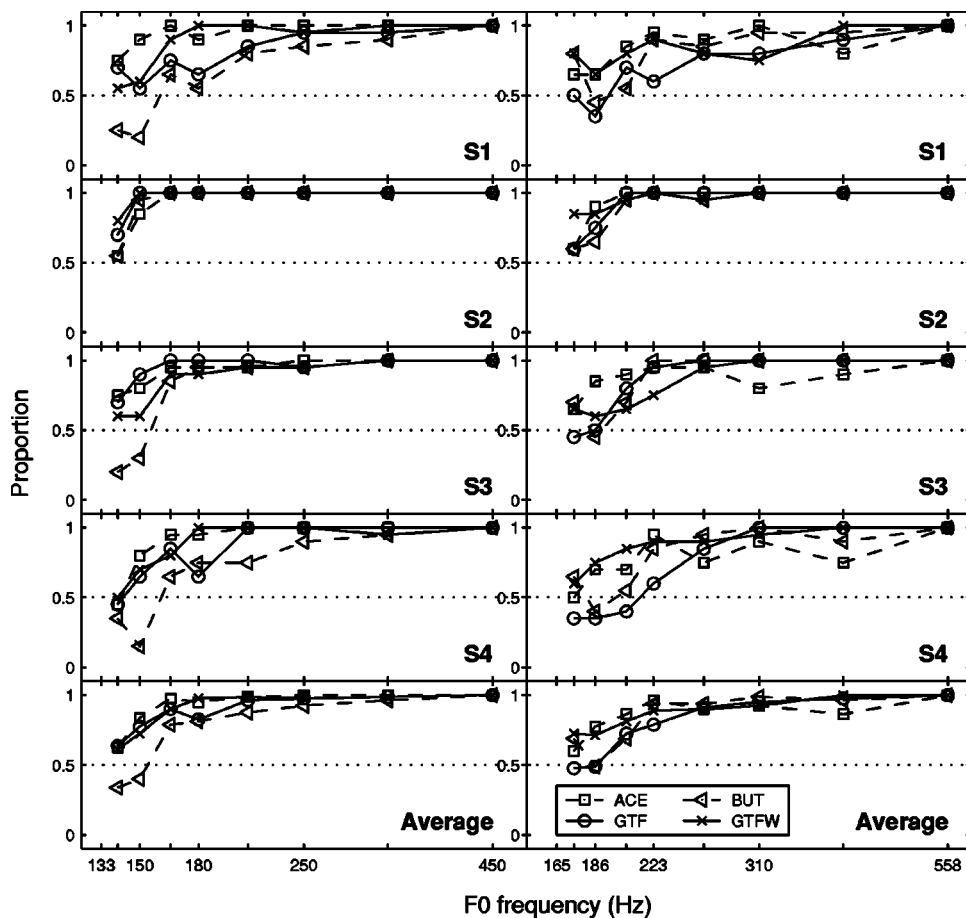 1 0.5 0 S1 S1
1 0.5 0 S2 S2
1 0.5 0 S3 S3
1 0.5 0 S4 S4
1 0.5 0 Average Average
Proportion
ACE BUT
GTF GTFW
133 150 180 250 450 165 186 223 310 558
F0 frequency (Hz)